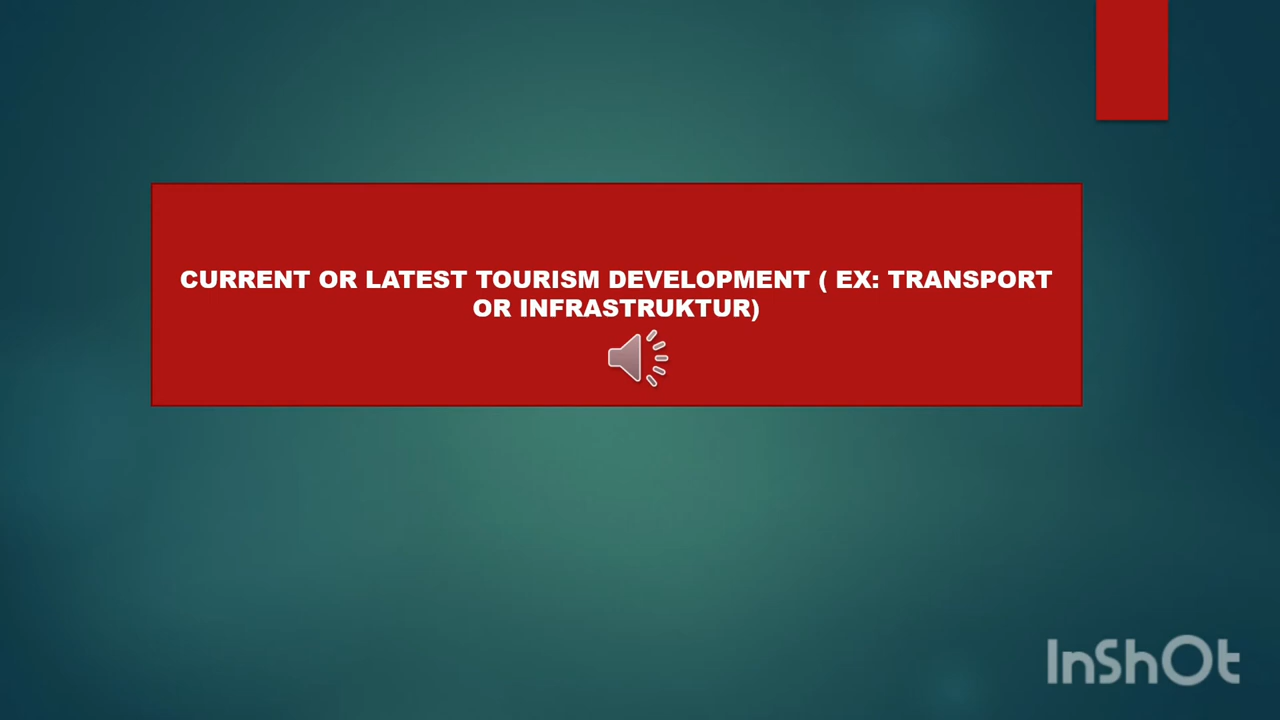 CURRENT OR LATEST TOURISM DEVELOPMENT ( EX: TRANSPORT
OR INFRASTRUKTUR)
InShOt